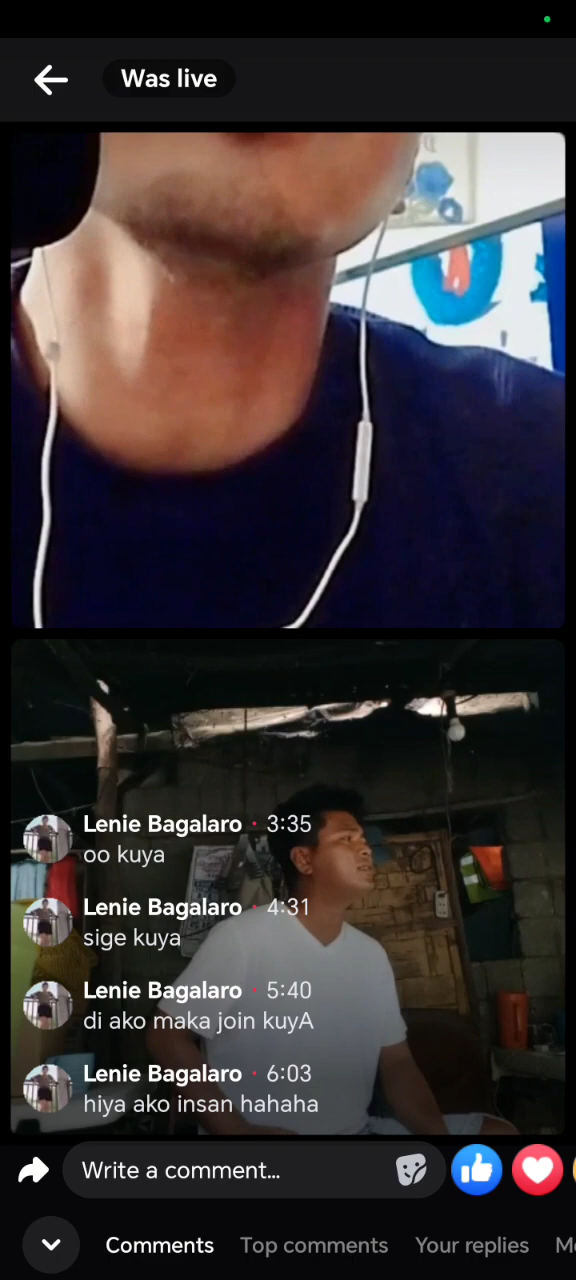 Was live
Lenie Bagalaro · 3:35
oo kuya
Lenie Bagalaro · 4:31
sige kuya
Lenie Bagalaro · 5:40
di ako maka join kuyA
Lenie Bagalaro · 6:03
hiya ako insan hahaha
Write a comment...
Comments Top comments Your replies